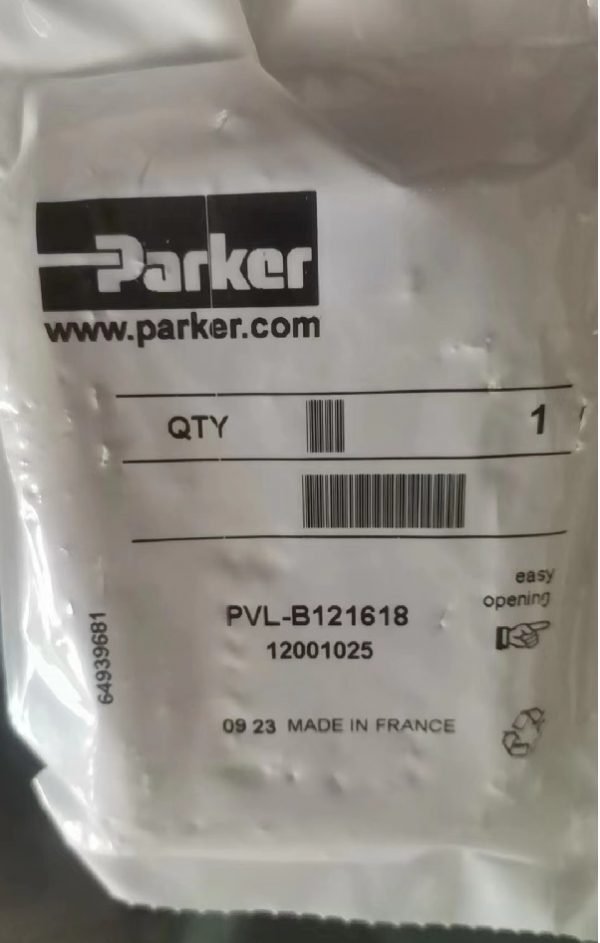 Parker
www.parker.com
QTY 1
easy
opening
PVL-B121618
12001025
64939681
09 23 MADE IN FRANCE